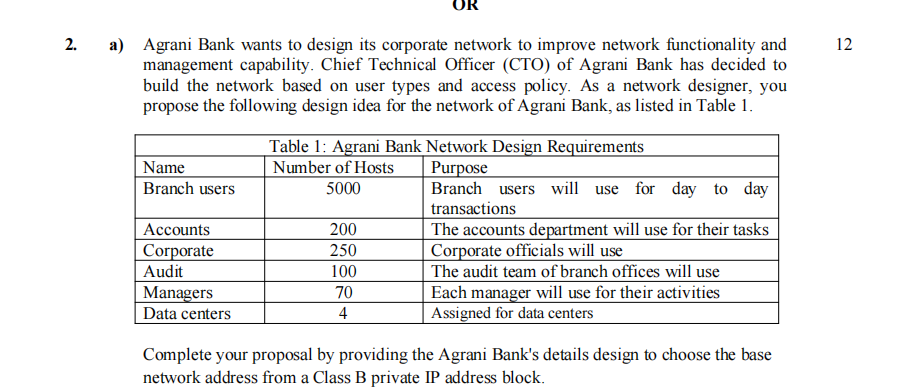 OR
2. a) Agrani Bank wants to design its corporate network to improve network functionality and 12
management capability. Chief Technical Officer (CTO) of Agrani Bank has decided to
build the network based on user types and access policy. As a network designer, you
propose the following design idea for the network of Agrani Bank, as listed in Table 1.
Table 1: Agrani Bank Network Design Requirements
Name Number of Hosts Purpose
Branch users 5000 Branch users will use for day to day
transactions
Accounts 200 The accounts department will use for their tasks
Corporate 250 Corporate officials will use
Audit 100 The audit team of branch offices will use
Managers 70 Each manager will use for their activities
Data centers 4 Assigned for data centers
Complete your proposal by providing the Agrani Bank's details design to choose the base
network address from a Class B private IP address block.